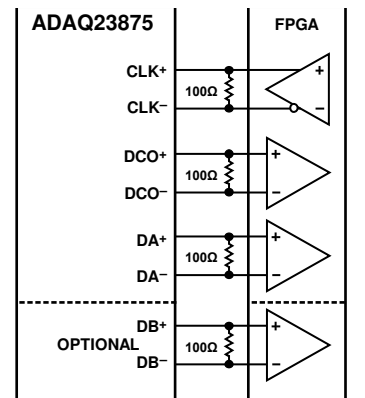 ADAQ23875 FPGA
CLK+ +
100Ω
CLK− −
DCO+ +
100Ω
DCO− −
DA+ +
100Ω
DA− −
DB+ +
OPTIONAL 100Ω
DB− −